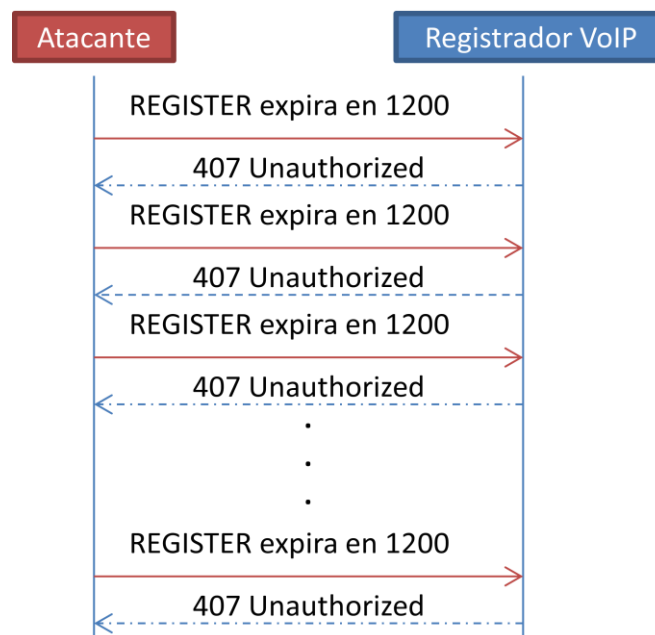 Atacante
Registrador VoIP
REGISTER expira en 1200
407 Unauthorized
REGISTER expira en 1200
407 Unauthorized
REGISTER expira en 1200
407 Unauthorized
.
.
.
REGISTER expira en 1200
407 Unauthorized